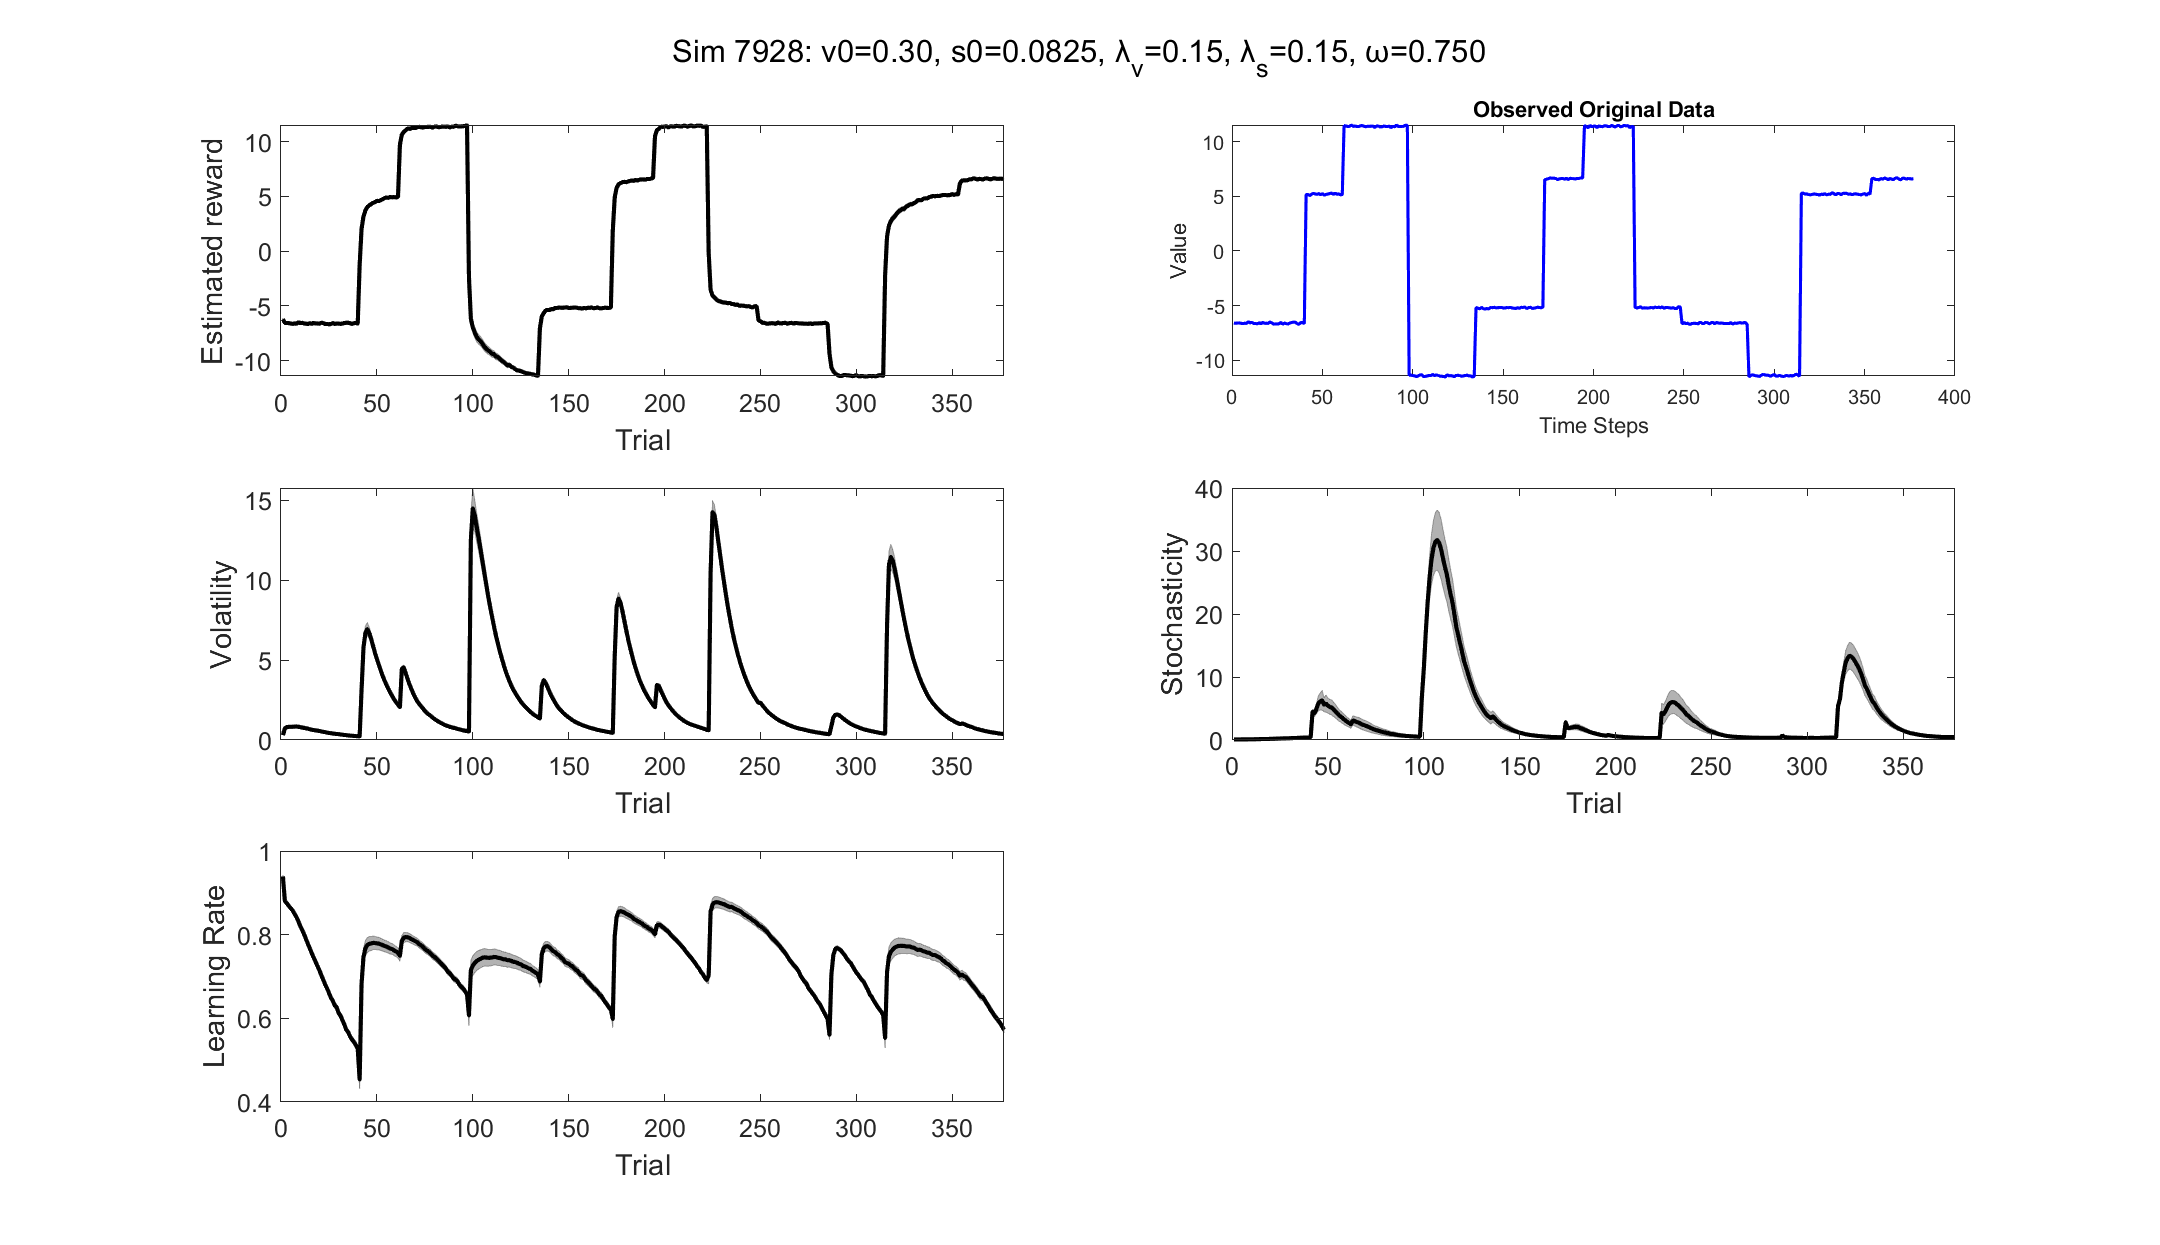 Sim 7928: v0=0.30, s0=0.0825, λv=0.15, λs=0.15, ω=0.750
Estimated reward
10
5
0
-5
-10
0 50 100 150 200 250 300 350
Trial
Observed Original Data
Value
10
5
0
-5
-10
0 50 100 150 200 250 300 350 400
Time Steps
Volatility
15
10
5
0
0 50 100 150 200 250 300 350
Trial
Stochasticity
40
30
20
10
0
0 50 100 150 200 250 300 350
Trial
Learning Rate
1
0.8
0.6
0.4
0 50 100 150 200 250 300 350
Trial